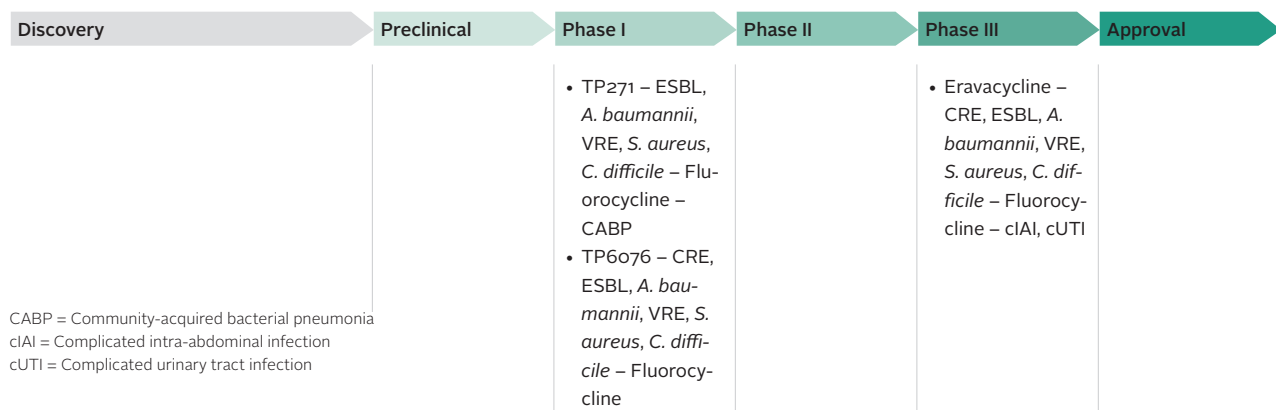 Discovery
Preclinical
Phase I
Phase II
Phase III
Approval
• TP271 – ESBL,
A. baumannii,
VRE, S. aureus,
C. difficile – Flu-
orocycline –
CABP
• TP6076 – CRE,
ESBL, A. bau-
mannii, VRE, S.
aureus, C. diffi-
cile – Fluorocy-
cline
• Eravacycline –
CRE, ESBL, A.
baumannii, VRE,
S. aureus, C. dif-
ficile – Fluorocy-
cline – cIAI, cUTI
CABP = Community-acquired bacterial pneumonia
cIAI = Complicated intra-abdominal infection
cUTI = Complicated urinary tract infection